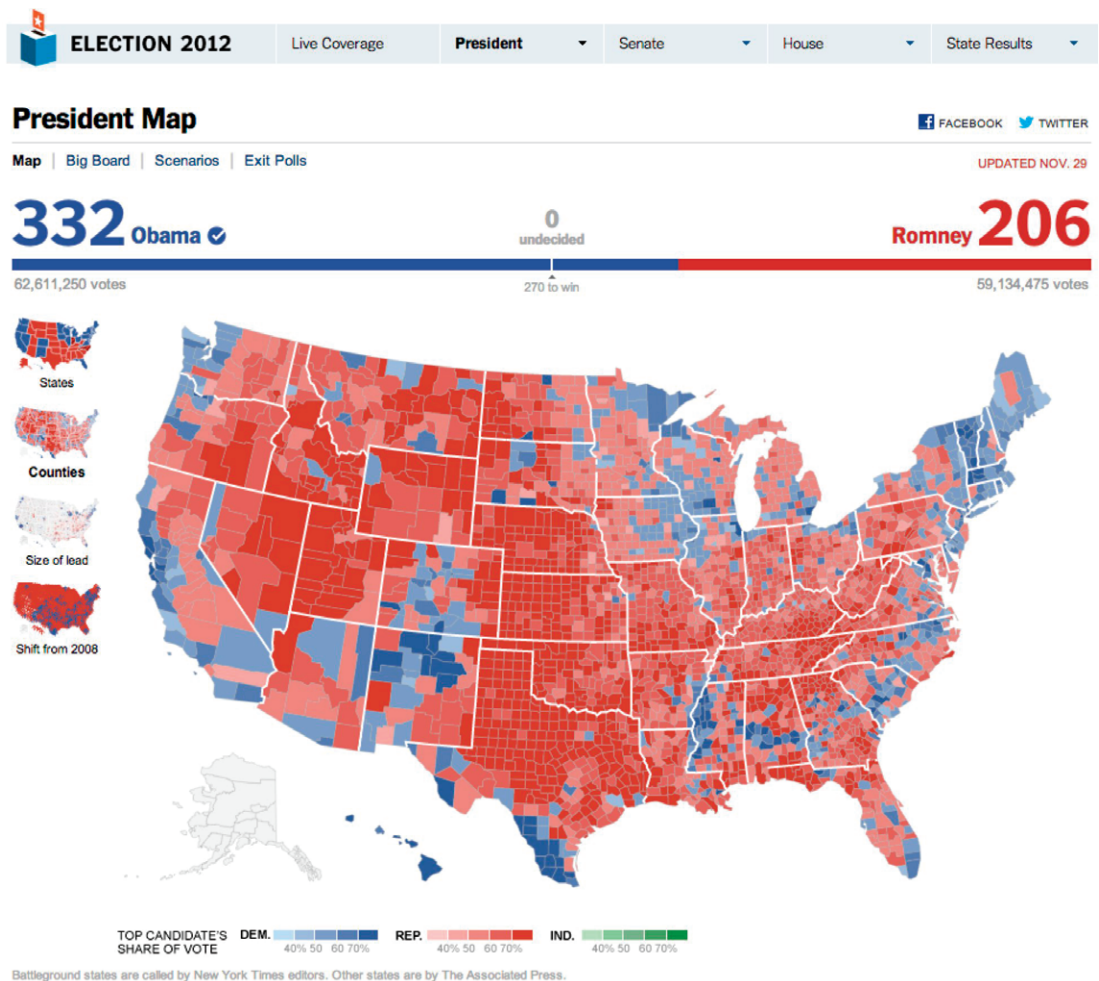 ELECTION 2012 Live Coverage President Senate House State Results
President Map
FACEBOOK TWITTER
Map | Big Board | Scenarios | Exit Polls
UPDATED NOV. 29
332 Obama
0
undecided
Romney 206
62,611,250 votes
270 to win
59,134,475 votes
States
Counties
Size of lead
Shift from 2008
TOP CANDIDATE'S
SHARE OF VOTE
DEM.
40% 50 60 70%
REP.
40% 50 60 70%
IND.
40% 50 60 70%
Battleground states are called by New York Times editors. Other states are by The Associated Press.